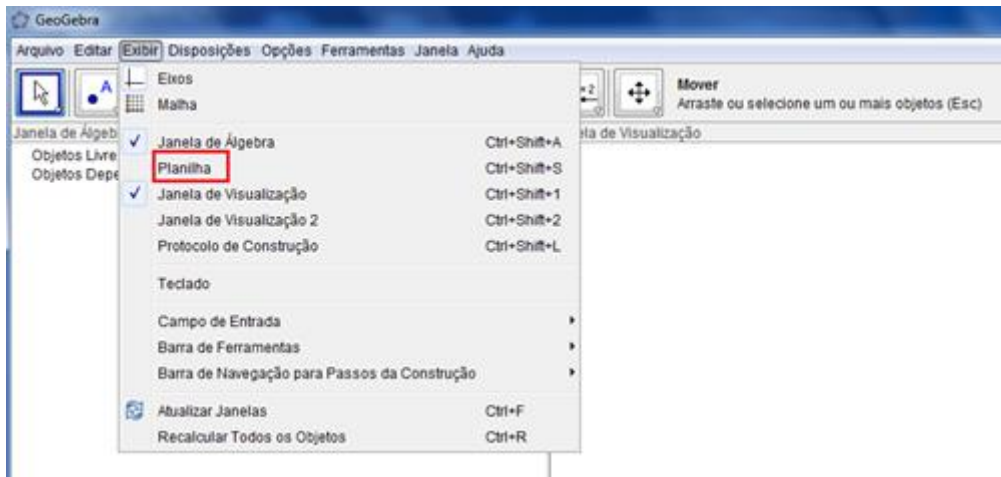 GeoGebra
Arquivo Editar Exibir Disposições Opções Ferramentas Janela Ajuda
A
Mover
Arraste ou selecione um ou mais objetos (Esc)
Janela de Álgeb
ela de Visualização
Objetos Livre
Objetos Depe
Eixos
Malha
Janela de Álgebra Ctrl+Shift+A
Planilha Ctrl+Shift+S
Janela de Visualização Ctrl+Shift+1
Janela de Visualização 2 Ctrl+Shift+2
Protocolo de Construção Ctrl+Shift+L
Teclado
Campo de Entrada
Barra de Ferramentas
Barra de Navegação para Passos da Construção
Atualizar Janelas Ctrl+F
Recalcular Todos os Objetos Ctrl+R